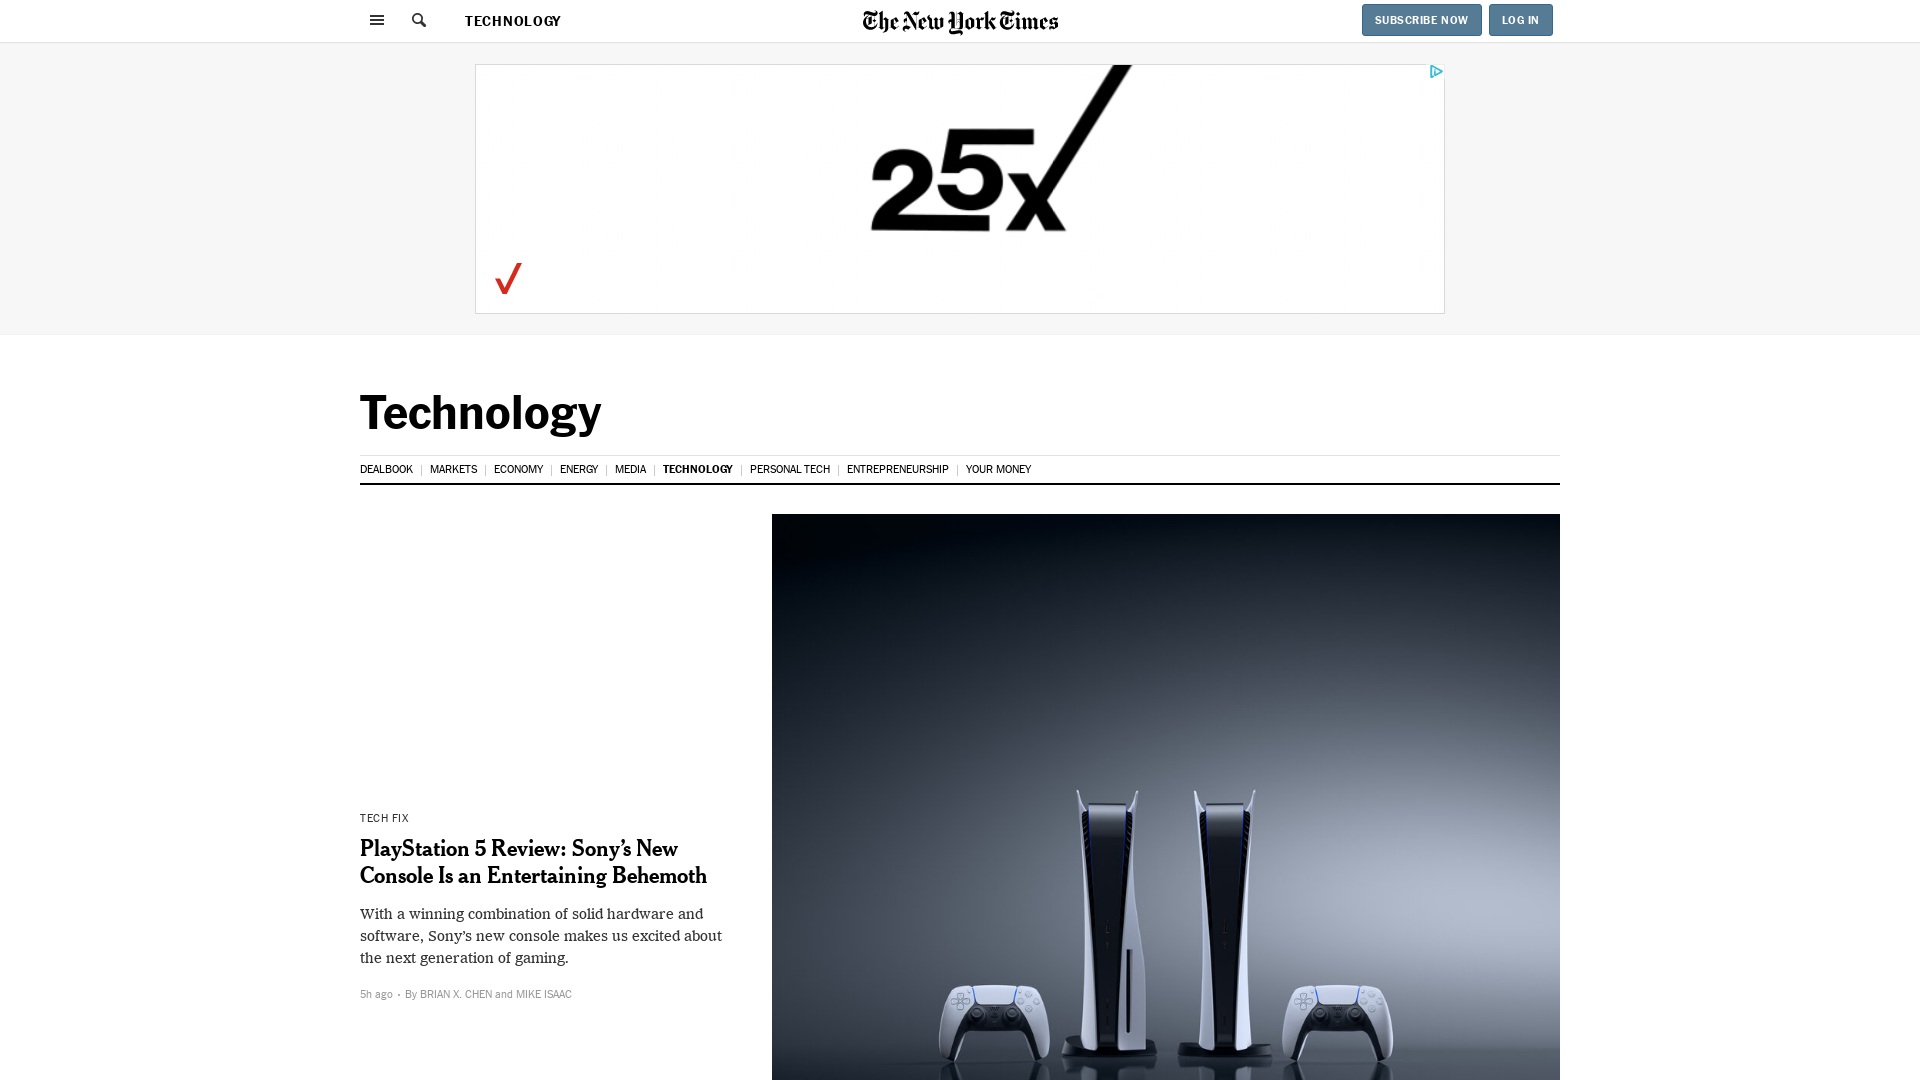 TECHNOLOGY
The New York Times
SUBSCRIBE NOW
LOG IN
25x
Technology
DEALBOOK
MARKETS
ECONOMY
ENERGY
MEDIA
TECHNOLOGY
PERSONAL TECH
ENTREPRENEURSHIP
YOUR MONEY
TECH FIX
PlayStation 5 Review: Sony’s New
Console Is an Entertaining Behemoth
With a winning combination of solid hardware and
software, Sony’s new console makes us excited about
the next generation of gaming.
5h ago • By BRIAN X. CHEN and MIKE ISAAC